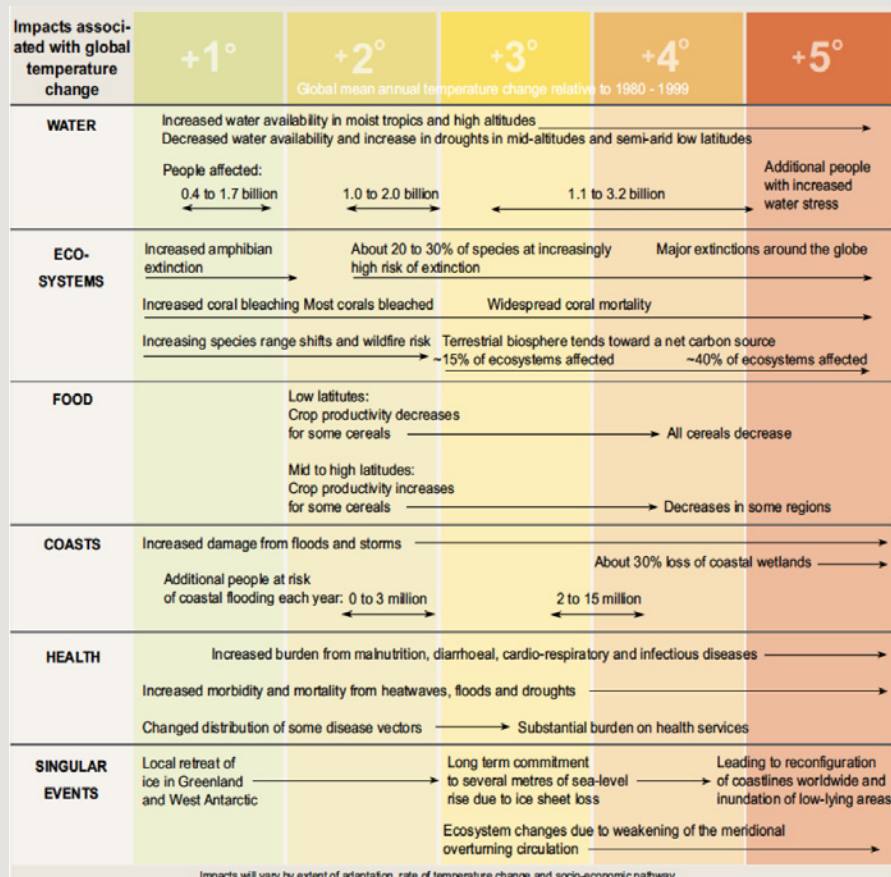 Impacts associ-
ated with global
temperature
change
+1°
+2°
+3°
+4°
+5°
Global mean annual temperature change relative to 1980 - 1999
WATER
Increased water availability in moist tropics and high altitudes
Decreased water availability and increase in droughts in mid-altitudes and semi-arid low latitudes
People affected:
0.4 to 1.7 billion
1.0 to 2.0 billion
1.1 to 3.2 billion
Additional people
with increased
water stress
ECO-
SYSTEMS
Increased amphibian
extinction
About 20 to 30% of species at increasingly
high risk of extinction
Major extinctions around the globe
Increased coral bleaching Most corals bleached
Widespread coral mortality
Increasing species range shifts and wildfire risk
Terrestrial biosphere tends toward a net carbon source
~15% of ecosystems affected
~40% of ecosystems affected
FOOD
Low latitutes:
Crop productivity decreases
for some cereals
All cereals decrease
Mid to high latitudes:
Crop productivity increases
for some cereals
Decreases in some regions
COASTS
Increased damage from floods and storms
About 30% loss of coastal wetlands
Additional people at risk
of coastal flooding each year:
0 to 3 million
2 to 15 million
HEALTH
Increased burden from malnutrition, diarrhoeal, cardio-respiratory and infectious diseases
Increased morbidity and mortality from heatwaves, floods and droughts
Changed distribution of some disease vectors
Substantial burden on health services
SINGULAR
EVENTS
Local retreat of
ice in Greenland
and West Antarctic
Long term commitment
to several metres of sea-level
rise due to ice sheet loss
Leading to reconfiguration
of coastlines worldwide and
inundation of low-lying areas
Ecosystem changes due to weakening of the meridional
overturning circulation
Impacts will vary by extent of adaptation, rate of temperature change and socio-economic pathway